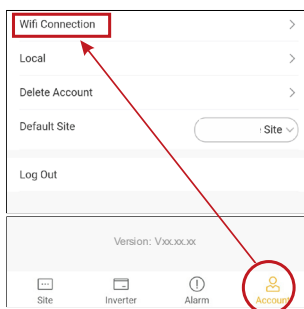 Wifi Connection
Local
Delete Account
Default Site
Site
Log Out
Version: Vxx.xx.xx
Site Inverter Alarm Account